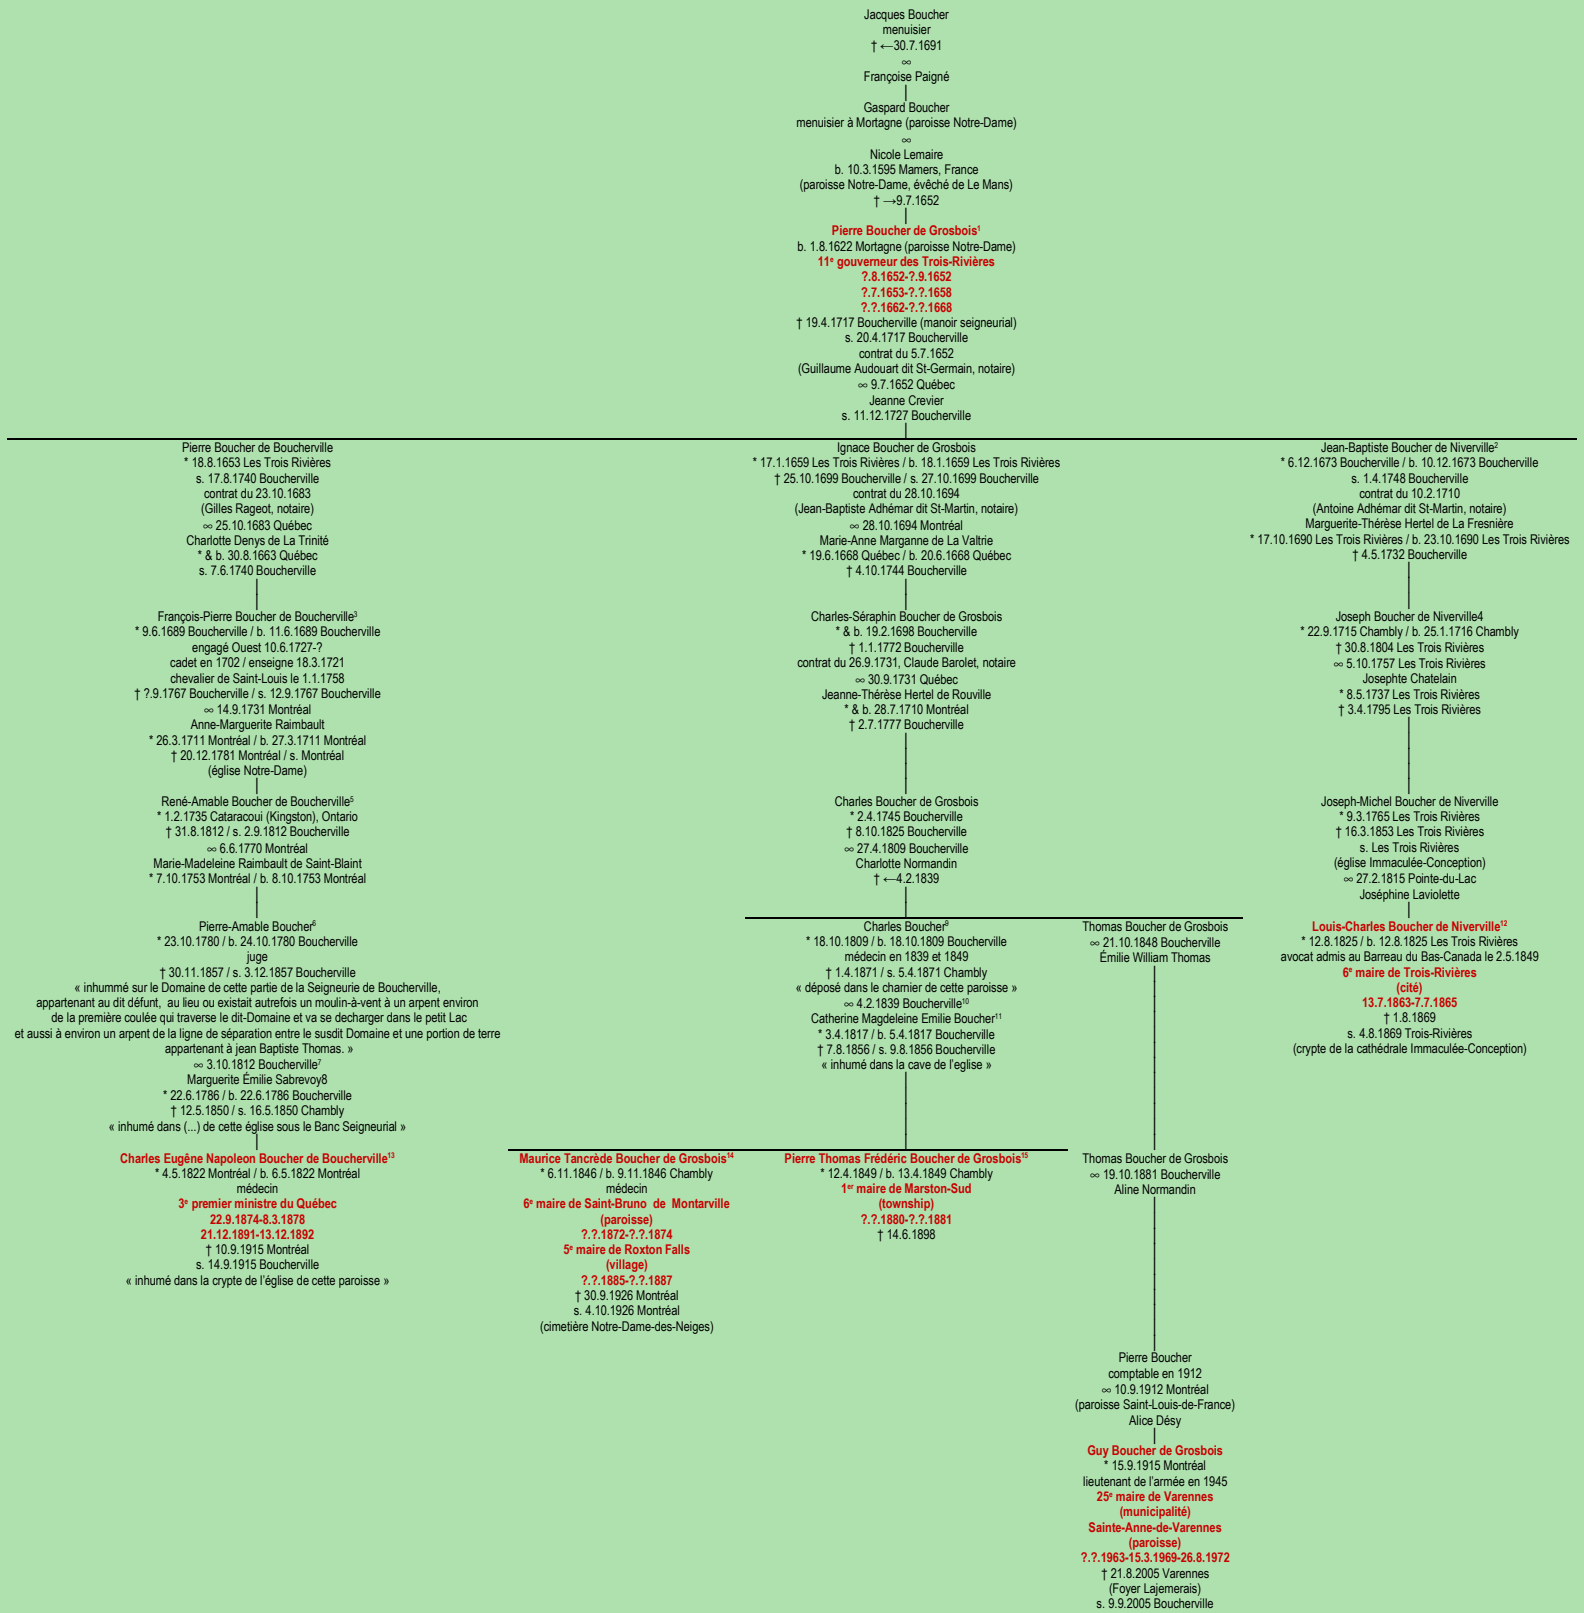 Jacques Boucher
menuisier
† ←30.7.1691
∞
Françoise Paigné
Gaspard Boucher
menuisier à Mortagne (paroisse Notre-Dame)
∞
Nicole Lemaire
b. 10.3.1595 Mamers, France
(paroisse Notre-Dame, évêché de Le Mans)
† →9.7.1652
Pierre Boucher de Grosbois¹
b. 1.8.1622 Mortagne (paroisse Notre-Dame)
11e gouverneur des Trois-Rivières
?.8.1652-?.9.1652
?.7.1653-?.?.1658
?.?.1662-?.?.1668
† 19.4.1717 Boucherville (manoir seigneurial)
s. 20.4.1717 Boucherville
contrat du 5.7.1652
(Guillaume Audouart dit St-Germain, notaire)
∞ 9.7.1652 Québec
Jeanne Crevier
s. 11.12.1727 Boucherville
Pierre Boucher de Boucherville
* 18.8.1653 Les Trois Rivières
s. 17.8.1740 Boucherville
contrat du 23.10.1683
(Gilles Rageot, notaire)
∞ 25.10.1683 Québec
Charlotte Denys de La Trinité
* & b. 30.8.1663 Québec
s. 7.6.1740 Boucherville
Ignace Boucher de Grosbois
* 17.1.1659 Les Trois Rivières / b. 18.1.1659 Les Trois Rivières
† 25.10.1699 Boucherville / s. 27.10.1699 Boucherville
contrat du 28.10.1694
(Jean-Baptiste Adhémar dit St-Martin, notaire)
∞ 28.10.1694 Montréal
Marie-Anne Marganne de La Valtrie
* 19.6.1668 Québec / b. 20.6.1668 Québec
† 4.10.1744 Boucherville
Jean-Baptiste Boucher de Niverville²
* 6.12.1673 Boucherville / b. 10.12.1673 Boucherville
s. 1.4.1748 Boucherville
contrat du 10.2.1710
(Antoine Adhémar dit St-Martin, notaire)
Marguerite-Thérèse Hertel de La Fresnière
* 17.10.1690 Les Trois Rivières / b. 23.10.1690 Les Trois Rivières
† 4.5.1732 Boucherville
François-Pierre Boucher de Boucherville³
* 9.6.1689 Boucherville / b. 11.6.1689 Boucherville
engagé Ouest 10.6.1727-?
cadet en 1702 / enseigne 18.3.1721
chevalier de Saint-Louis le 1.1.1758
† ?.9.1767 Boucherville / s. 12.9.1767 Boucherville
∞ 14.9.1731 Montréal
Anne-Marguerite Raimbault
* 26.3.1711 Montréal / b. 27.3.1711 Montréal
† 20.12.1781 Montréal / s. Montréal
(église Notre-Dame)
Charles-Séraphin Boucher de Grosbois
* & b. 19.2.1698 Boucherville
† 1.1.1772 Boucherville
contrat du 26.9.1731, Claude Barolet, notaire
∞ 30.9.1731 Québec
Jeanne-Thérèse Hertel de Rouville
* & b. 28.7.1710 Montréal
† 2.7.1777 Boucherville
Joseph Boucher de Niverville4
* 22.9.1715 Chambly / b. 25.1.1716 Chambly
† 30.8.1804 Les Trois Rivières
∞ 5.10.1757 Les Trois Rivières
Josephte Chatelain
* 8.5.1737 Les Trois Rivières
† 3.4.1795 Les Trois Rivières
René-Amable Boucher de Boucherville⁵
* 1.2.1735 Cataracoui (Kingston), Ontario
† 31.8.1812 / s. 2.9.1812 Boucherville
∞ 6.6.1770 Montréal
Marie-Madeleine Raimbault de Saint-Blaint
* 7.10.1753 Montréal / b. 8.10.1753 Montréal
Charles Boucher de Grosbois
* 2.4.1745 Boucherville
† 8.10.1825 Boucherville
∞ 27.4.1809 Boucherville
Charlotte Normandin
† ←4.2.1839
Joseph-Michel Boucher de Niverville
* 9.3.1765 Les Trois Rivières
† 16.3.1853 Les Trois Rivières
s. Les Trois Rivières
(église Immaculée-Conception)
∞ 27.2.1815 Pointe-du-Lac
Joséphine Laviolette
Pierre-Amable Boucher⁶
* 23.10.1780 / b. 24.10.1780 Boucherville
juge
† 30.11.1857 / s. 3.12.1857 Boucherville
« inhummé sur le Domaine de cette partie de la Seigneurie de Boucherville,
appartenant au dit défunt, au lieu ou existait autrefois un moulin-à-vent à un arpent environ
de la première coulée qui traverse le dit-Domaine et va se decharger dans le petit Lac
et aussi à environ un arpent de la ligne de séparation entre le susdit Domaine et une portion de terre
appartenant à jean Baptiste Thomas. »
∞ 3.10.1812 Boucherville⁷
Marguerite Émilie Sabrevoy8
* 22.6.1786 / b. 22.6.1786 Boucherville
† 12.5.1850 / s. 16.5.1850 Chambly
« inhumé dans (...) de cette église sous le Banc Seigneurial »
Charles Boucher⁹
* 18.10.1809 / b. 18.10.1809 Boucherville
médecin en 1839 et 1849
† 1.4.1871 / s. 5.4.1871 Chambly
« déposé dans le charnier de cette paroisse »
∞ 4.2.1839 Boucherville¹⁰
Catherine Magdeleine Emilie Boucher¹¹
* 3.4.1817 / b. 5.4.1817 Boucherville
† 7.8.1856 / s. 9.8.1856 Boucherville
« inhumé dans la cave de l'eglise »
Thomas Boucher de Grosbois
∞ 21.10.1848 Boucherville
Émilie William Thomas
Louis-Charles Boucher de Niverville¹²
* 12.8.1825 / b. 12.8.1825 Les Trois Rivières
avocat admis au Barreau du Bas-Canada le 2.5.1849
6e maire de Trois-Rivières
(cité)
13.7.1863-7.7.1865
† 1.8.1869
s. 4.8.1869 Trois-Rivières
(crypte de la cathédrale Immaculée-Conception)
Charles Eugêne Napoleon Boucher de Boucherville¹³
* 4.5.1822 Montréal / b. 6.5.1822 Montréal
médecin
3e premier ministre du Québec
22.9.1874-8.3.1878
21.12.1891-13.12.1892
† 10.9.1915 Montréal
s. 14.9.1915 Boucherville
« inhumé dans la crypte de l'église de cette paroisse »
Maurice Tancrède Boucher de Grosbois¹⁴
* 6.11.1846 / b. 9.11.1846 Chambly
médecin
6e maire de Saint-Bruno de Montarville
(paroisse)
?.?.1872-?.?.1874
5e maire de Roxton Falls
(village)
?.?.1885-?.?.1887
† 30.9.1926 Montréal
s. 4.10.1926 Montréal
(cimetière Notre-Dame-des-Neiges)
Pierre Thomas Frédéric Boucher de Grosbois¹⁵
* 12.4.1849 / b. 13.4.1849 Chambly
1er maire de Marston-Sud
(township)
?.?.1880-?.?.1881
† 14.6.1898
Thomas Boucher de Grosbois
∞ 19.10.1881 Boucherville
Aline Normandin
Pierre Boucher
comptable en 1912
∞ 10.9.1912 Montréal
(paroisse Saint-Louis-de-France)
Alice Désy
Guy Boucher de Grosbois
* 15.9.1915 Montréal
lieutenant de l'armée en 1945
25e maire de Varennes
(municipalité)
Sainte-Anne-de-Varennes
(paroisse)
?.?.1963-15.3.1969-26.8.1972
† 21.8.2005 Varennes
(Foyer Lajemerais)
s. 9.9.2005 Boucherville